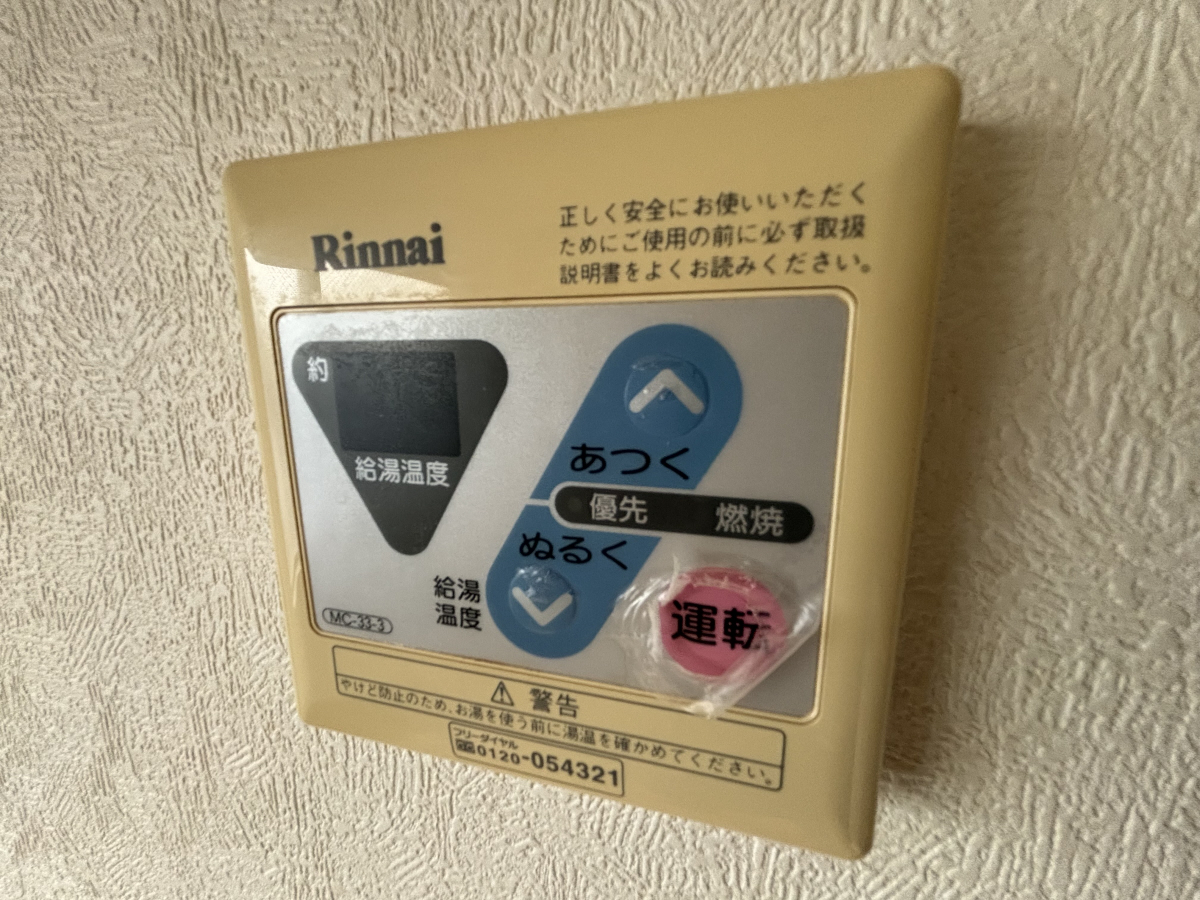 Rinnai
正しく安全にお使いいただく
ためにご使用の前に必ず取扱
説明書をよくお読みください。
約
給湯温度
あつく
優先 燃焼
ぬるく
給湯
温度
運転
MC-33-3
⚠ 警告
やけど防止のため、お湯を使う前に湯温を確かめてください。
フリーダイヤル
0120-054321